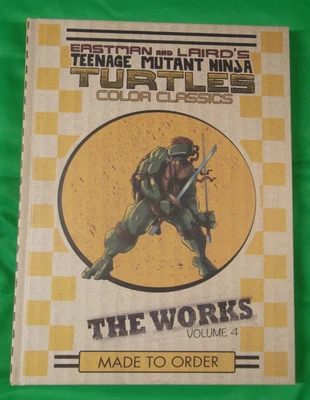 EASTMAN AND LAIRD'S
TEENAGE MUTANT NINJA
TURTLES
COLOR CLASSICS
THE WORKS
VOLUME 4
MADE TO ORDER